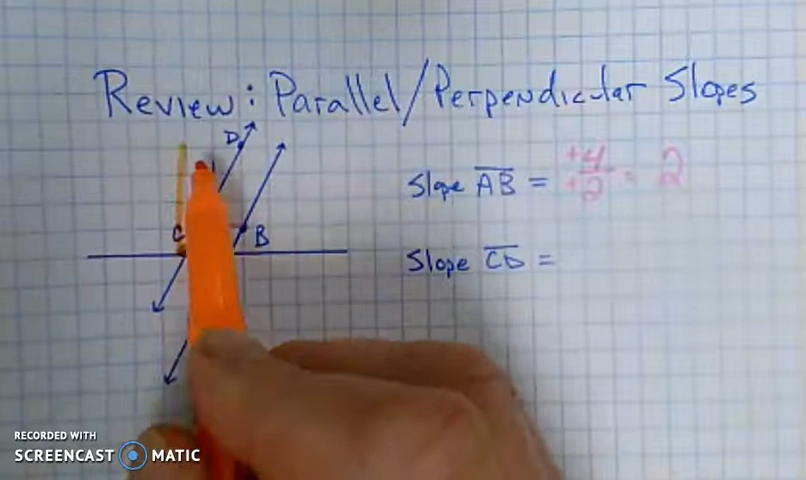 Review: Parallel/Perpendicular Slopes
D
C
B
Slope AB = +4/+2 = 2
Slope CD =
RECORDED WITH
SCREENCAST MATIC